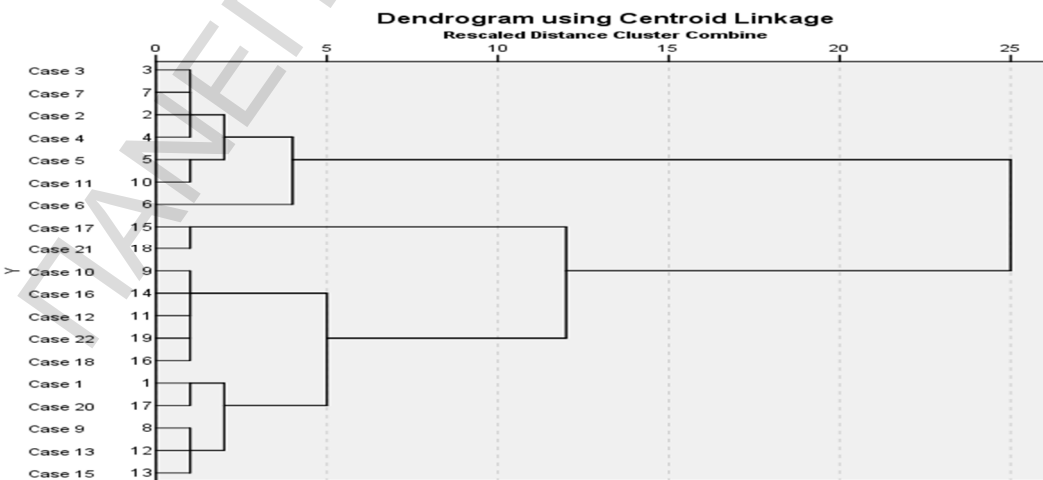 Dendrogram using Centroid Linkage
Rescaled Distance Cluster Combine
0 5 10 15 20 25
Case 3 3
Case 7 7
Case 2 2
Case 4 4
Case 5 5
Case 11 10
Case 6 6
Case 17 15
Case 21 18
Y
Case 10 9
Case 16 14
Case 12 11
Case 22 19
Case 18 16
Case 1 1
Case 20 17
Case 9 8
Case 13 12
Case 15 13
ΠΑΝΕΠ